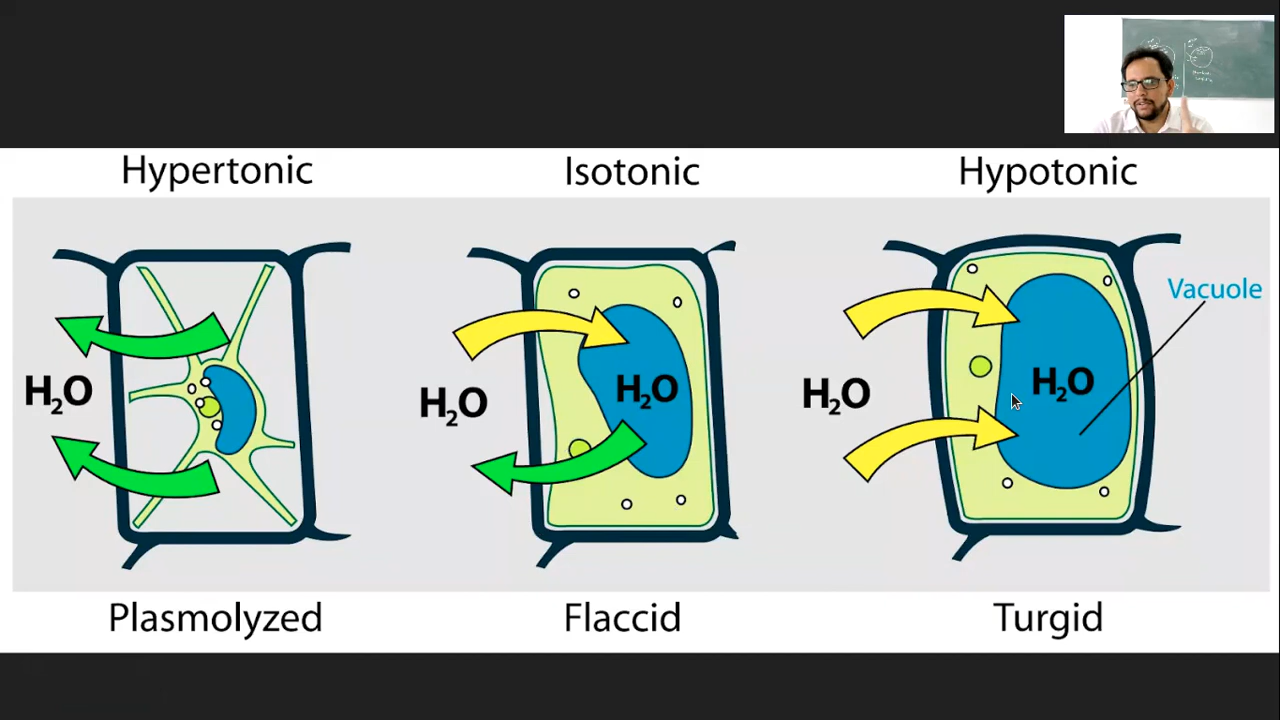 Hypertonic
Isotonic
Hypotonic
Vacuole
H₂O
H₂O
H₂O
H₂O
H₂O
Plasmolyzed
Flaccid
Turgid